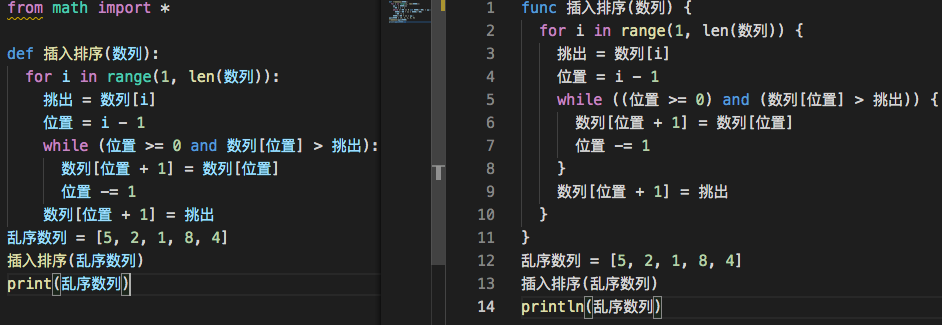 from math import *
def 插入排序(数列):
for i in range(1, len(数列)):
挑出 = 数列[i]
位置 = i - 1
while (位置 >= 0 and 数列[位置] > 挑出):
数列[位置 + 1] = 数列[位置]
位置 -= 1
数列[位置 + 1] = 挑出
乱序数列 = [5, 2, 1, 8, 4]
插入排序(乱序数列)
print(乱序数列)
1 func 插入排序(数列) {
2 for i in range(1, len(数列)) {
3 挑出 = 数列[i]
4 位置 = i - 1
5 while ((位置 >= 0) and (数列[位置] > 挑出)) {
6 数列[位置 + 1] = 数列[位置]
7 位置 -= 1
8 }
9 数列[位置 + 1] = 挑出
10 }
11 }
12 乱序数列 = [5, 2, 1, 8, 4]
13 插入排序(乱序数列)
14 println(乱序数列)